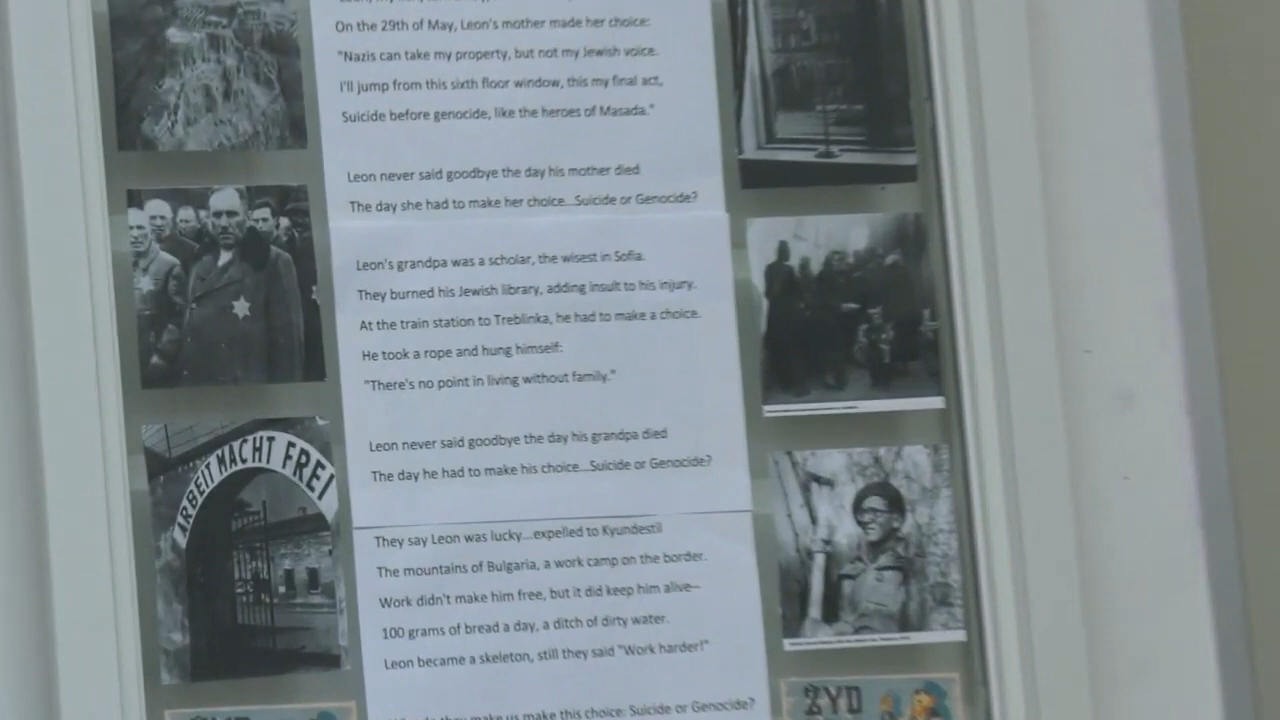 On the 29th of May, Leon's mother made her choice:
"Nazis can take my property, but not my Jewish voice.
I'll jump from this sixth floor window, this my final act,
Suicide before genocide, like the heroes of Masada."
Leon never said goodbye the day his mother died
The day she had to make her choice...Suicide or Genocide?
Leon's grandpa was a scholar, the wisest in Sofia.
They burned his Jewish library, adding insult to his injury.
At the train station to Treblinka, he had to make a choice.
He took a rope and hung himself:
"There's no point in living without family."
Leon never said goodbye the day his grandpa died
The day he had to make his choice...Suicide or Genocide?
They say Leon was lucky...expelled to Kyundestil
The mountains of Bulgaria, a work camp on the border.
Work didn't make him free, but it did keep him alive--
100 grams of bread a day, a ditch of dirty water.
Leon became a skeleton, still they said "Work harder!"
they make us make this choice: Suicide or Genocide?
ARBEIT MACHT FREI
ZYD